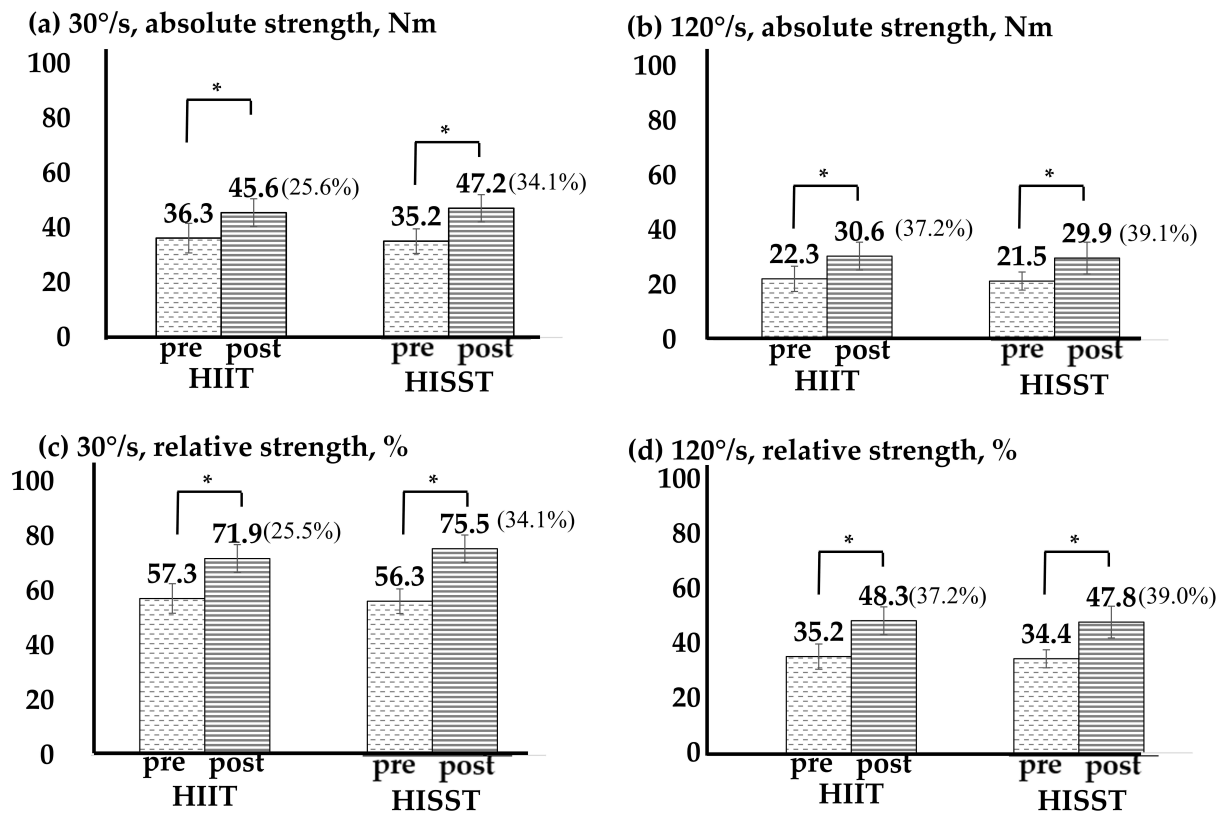 (a) 30°/s, absolute strength, Nm
100
80
60
40
20
0
*
*
36.3
45.6 (25.6%)
35.2
47.2 (34.1%)
pre post
pre post
HIIT
HISST
(b) 120°/s, absolute strength, Nm
100
80
60
40
20
0
*
*
22.3
30.6 (37.2%)
21.5
29.9 (39.1%)
pre post
pre post
HIIT
HISST
(c) 30°/s, relative strength, %
100
80
60
40
20
0
*
*
57.3
71.9 (25.5%)
56.3
75.5 (34.1%)
pre post
pre post
HIIT
HISST
(d) 120°/s, relative strength, %
100
80
60
40
20
0
*
*
35.2
48.3 (37.2%)
34.4
47.8 (39.0%)
pre post
pre post
HIIT
HISST